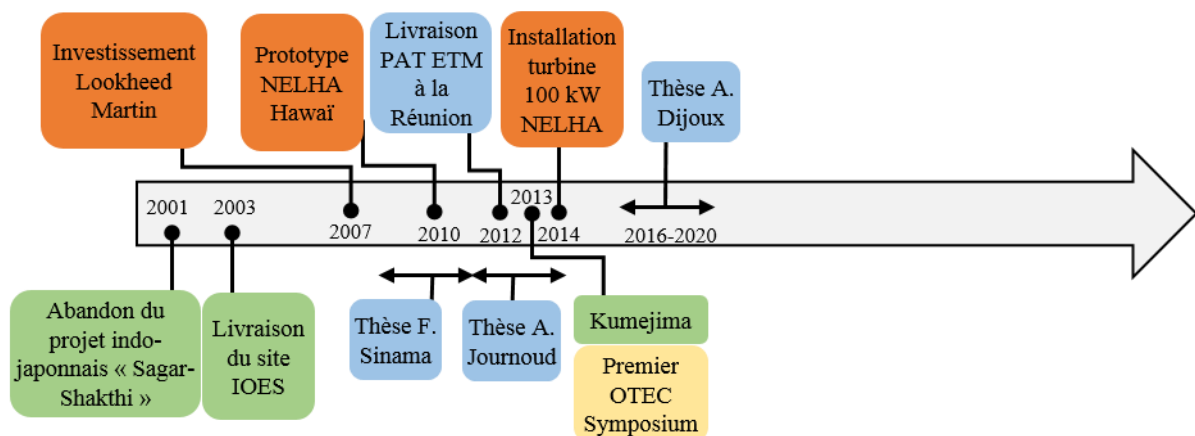 Investissement
Lookheed
Martin
Prototype
NELHA
Hawaï
Livraison
PAT ETM
à la
Réunion
Installation
turbine
100 kW
NELHA
Thèse A.
Dijoux
2001
2003
2007
2010
2012
2013
2014
2016-2020
Abandon du
projet indo-
japonnais « Sagar-
Shakthi »
Livraison
du site
IOES
Thèse F.
Sinama
Thèse A.
Journoud
Kumejima
Premier
OTEC
Symposium